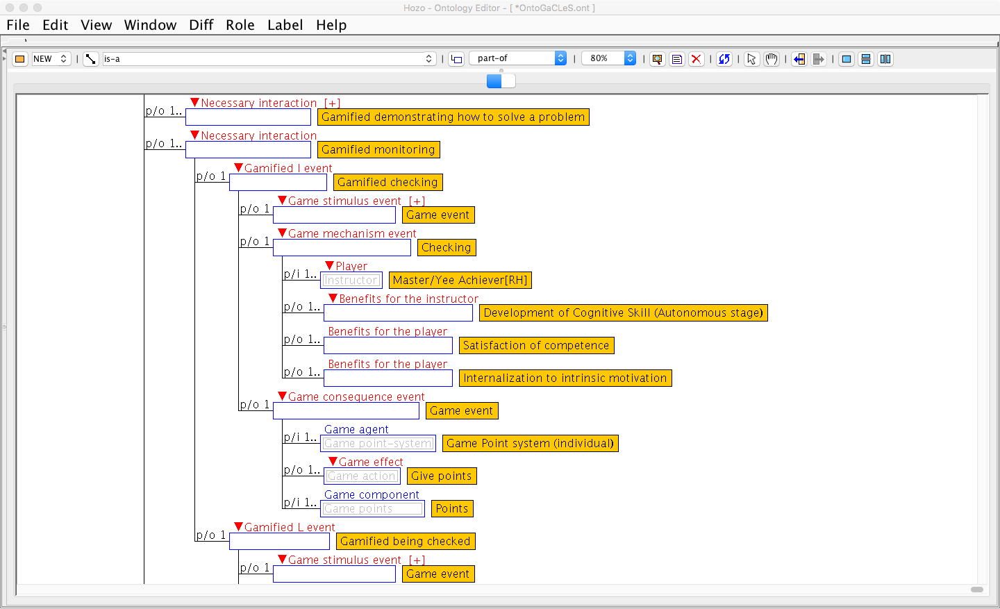 Hozo - Ontology Editor - [ *OntoGaCLeS.ont ]
File Edit View Window Diff Role Label Help
NEW is-a part-of 80%
Necessary interaction [+]
p/o 1.. Gamified demonstrating how to solve a problem
Necessary interaction
p/o 1.. Gamified monitoring
Gamified I event
p/o 1 Gamified checking
Game stimulus event [+]
p/o 1 Game event
Game mechanism event
p/o 1 Checking
Player
p/i 1.. Instructor Master/Yee Achiever[RH]
Benefits for the instructor
p/o 1.. Development of Cognitive Skill (Autonomous stage)
Benefits for the player
p/o 1.. Satisfaction of competence
Benefits for the player
p/o 1.. Internalization to intrinsic motivation
Game consequence event
p/o 1 Game event
Game agent
p/i 1.. Game point-system Game Point system (individual)
Game effect
p/o 1.. Game action Give points
Game component
p/i 1.. Game points Points
Gamified L event
p/o 1 Gamified being checked
Game stimulus event [+]
p/o 1 Game event